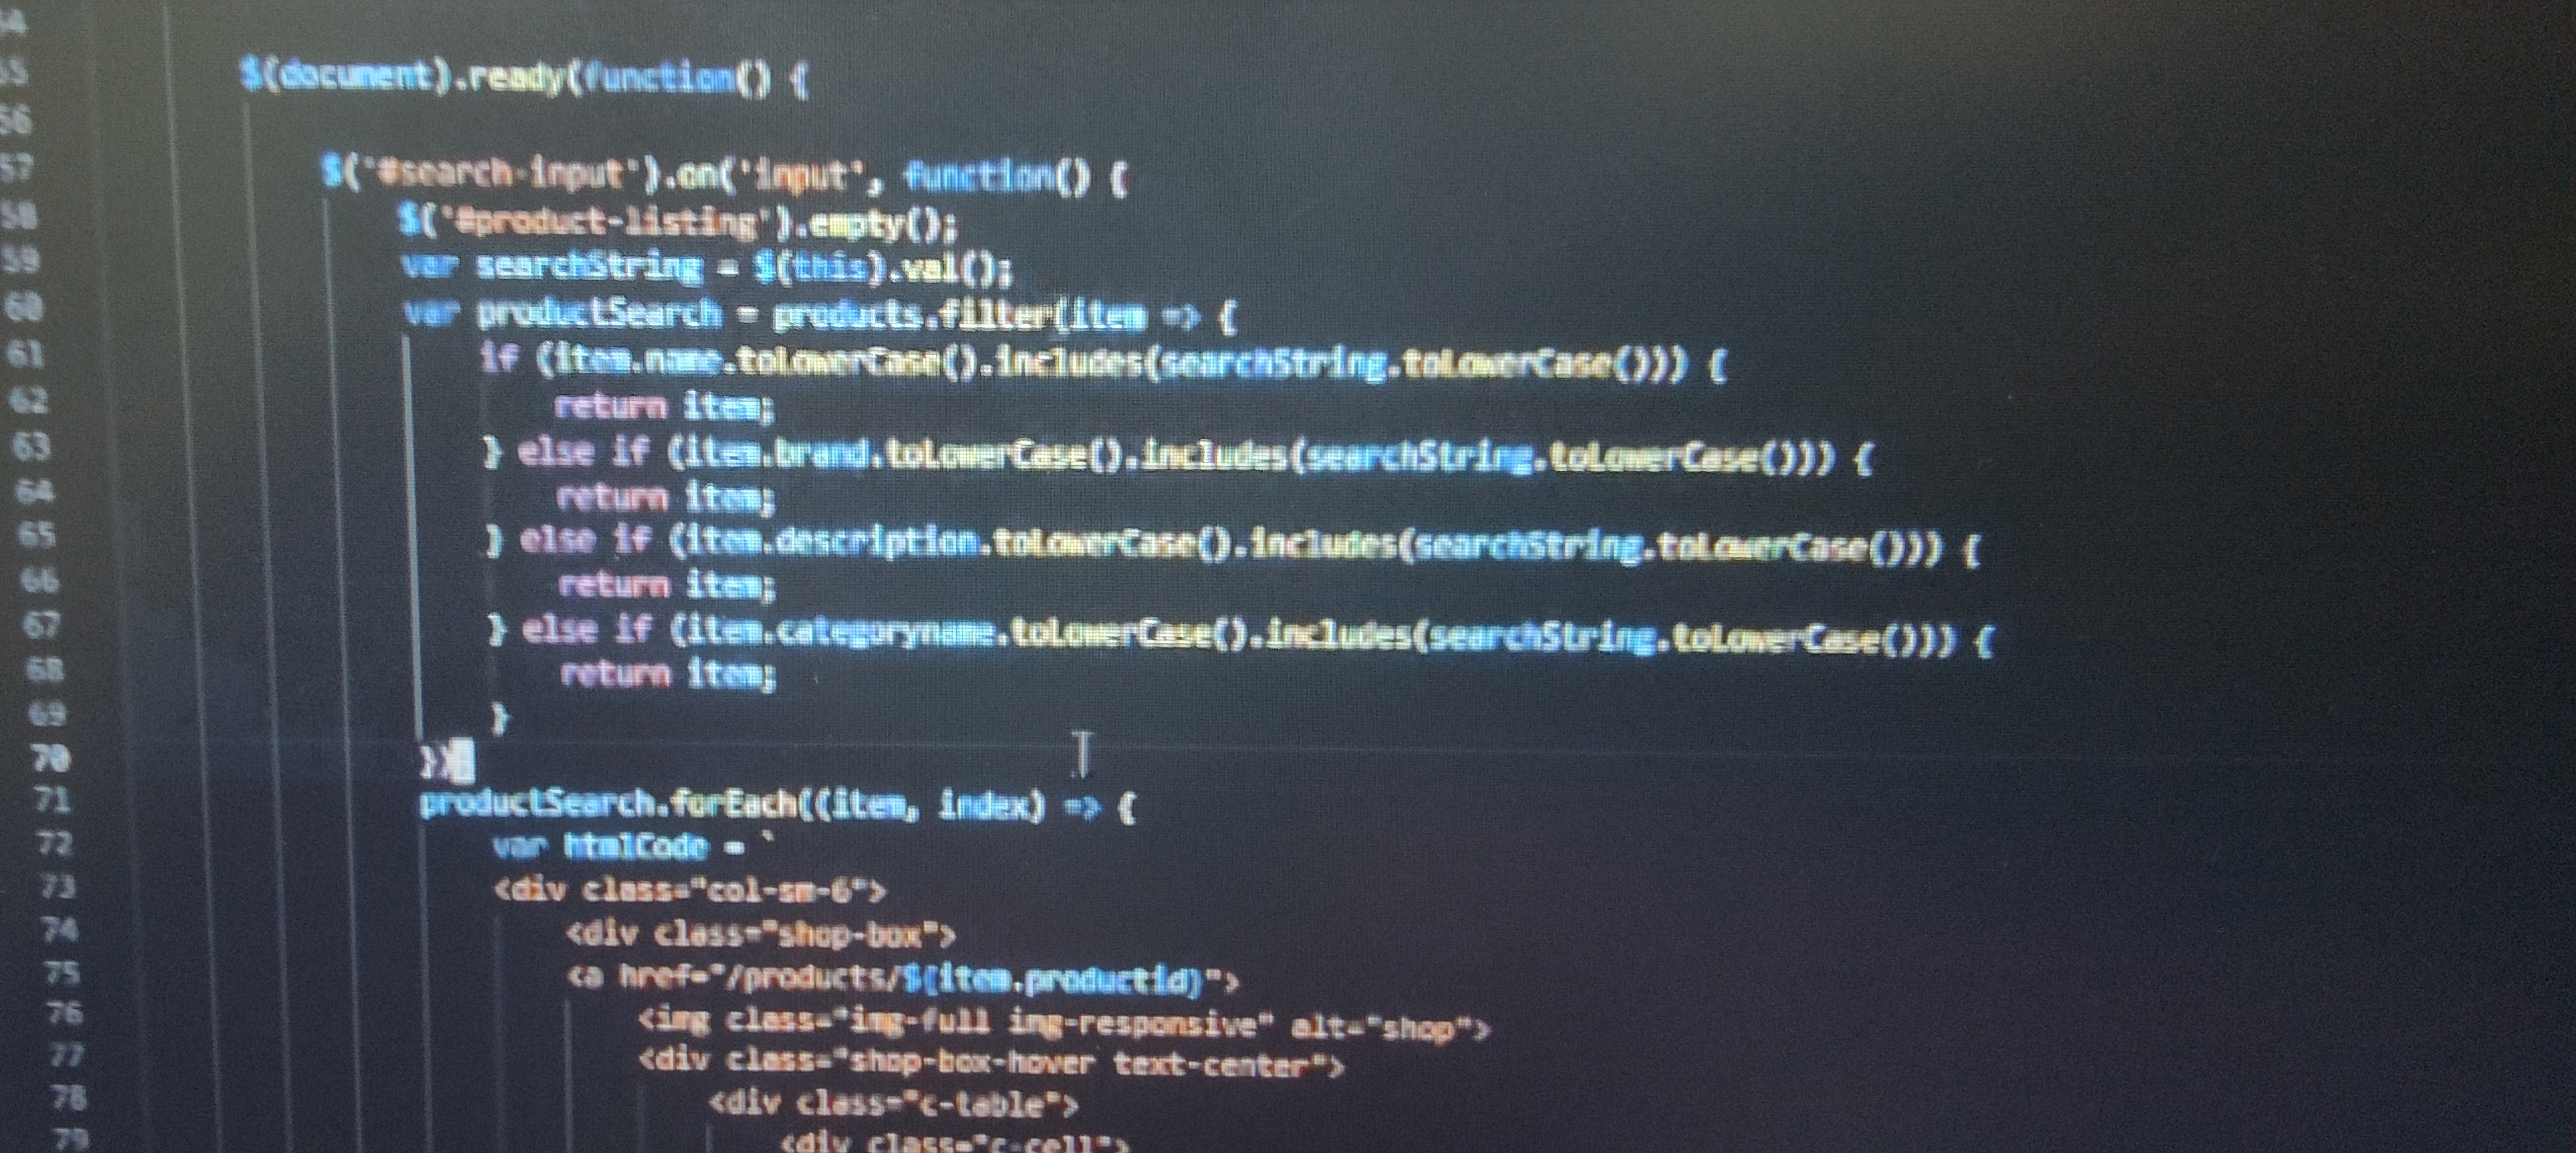 54
55 $(document).ready(function() {
56
57 $('#search-input').on('input', function() {
58 $('#product-listing').empty();
59 var searchString = $(this).val();
60 var productSearch = products.filter(item => {
61 if (item.name.toLowerCase().includes(searchString.toLowerCase())) {
62 return item;
63 } else if (item.brand.toLowerCase().includes(searchString.toLowerCase())) {
64 return item;
65 } else if (item.description.toLowerCase().includes(searchString.toLowerCase())) {
66 return item;
67 } else if (item.categoryname.toLowerCase().includes(searchString.toLowerCase())) {
68 return item;
69 }
70 })
71 productSearch.forEach((item, index) => {
72 var htmlCode = `
73 <div class="col-sm-6">
74 <div class="shop-box">
75 <a href="/products/${item.productid}">
76 <img class="img-full img-responsive" alt="shop">
77 <div class="shop-box-hover text-center">
78 <div class="c-table">
79 <div class="c-cell">